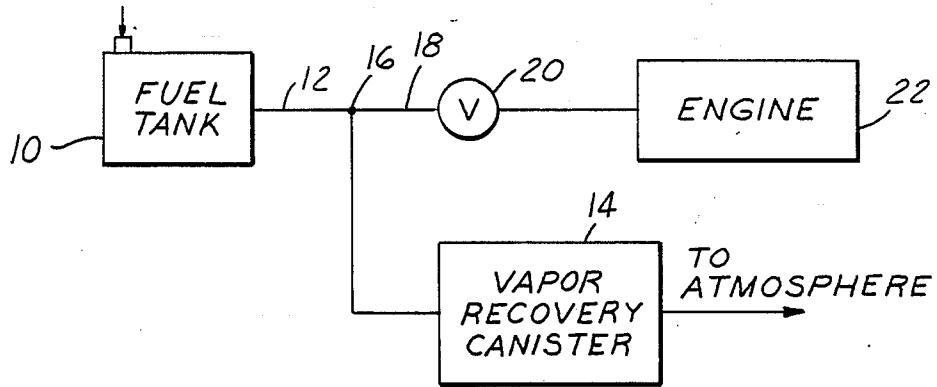 FUEL
TANK
10
12
16
18
20
V
ENGINE
22
14
VAPOR
RECOVERY
CANISTER
TO
ATMOSPHERE